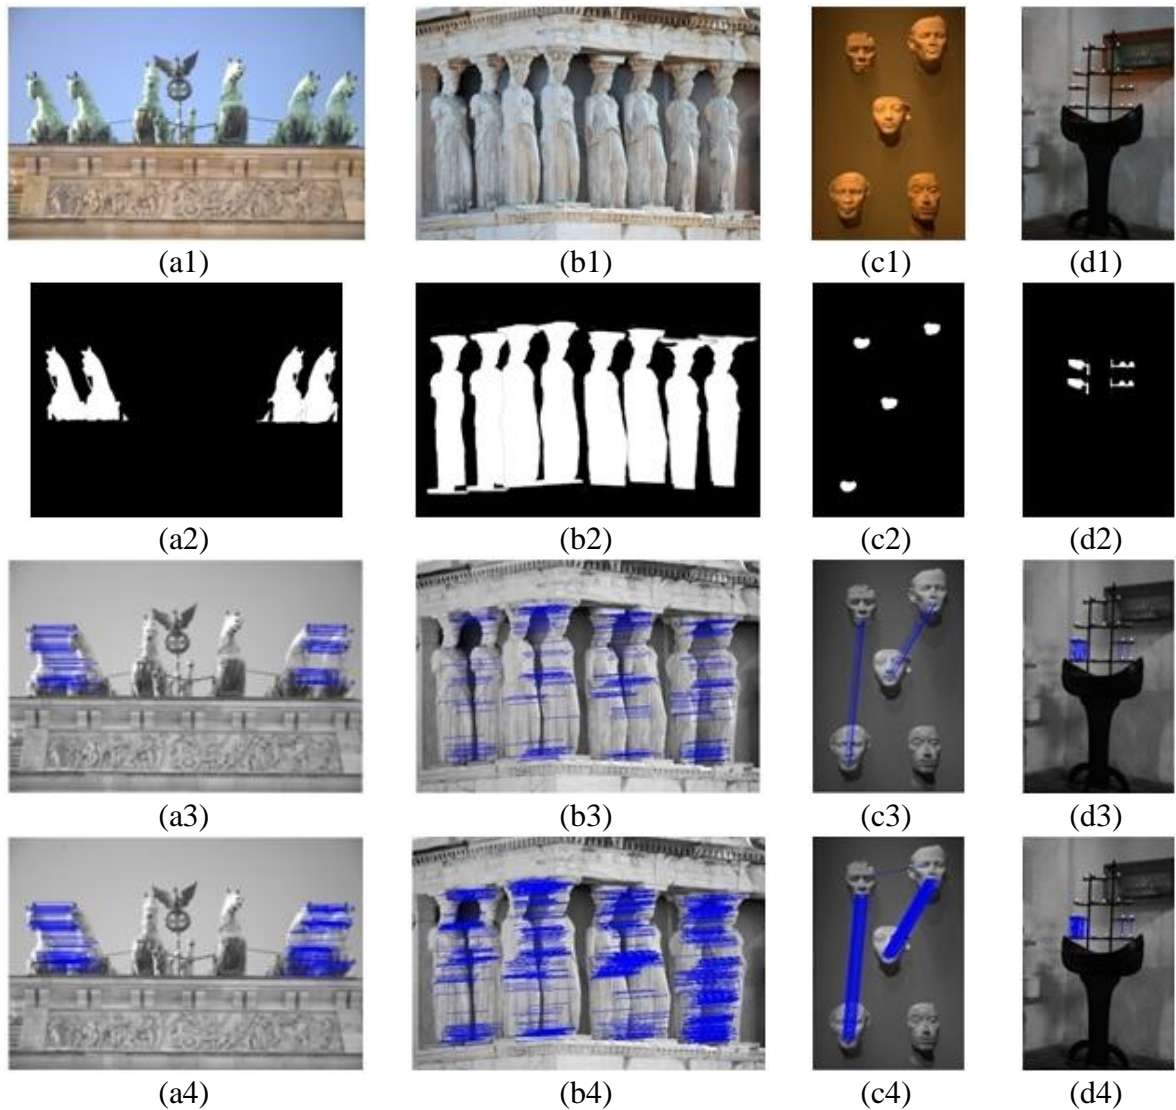 (a1) (b1) (c1) (d1)
(a2) (b2) (c2) (d2)
(a3) (b3) (c3) (d3)
(a4) (b4) (c4) (d4)